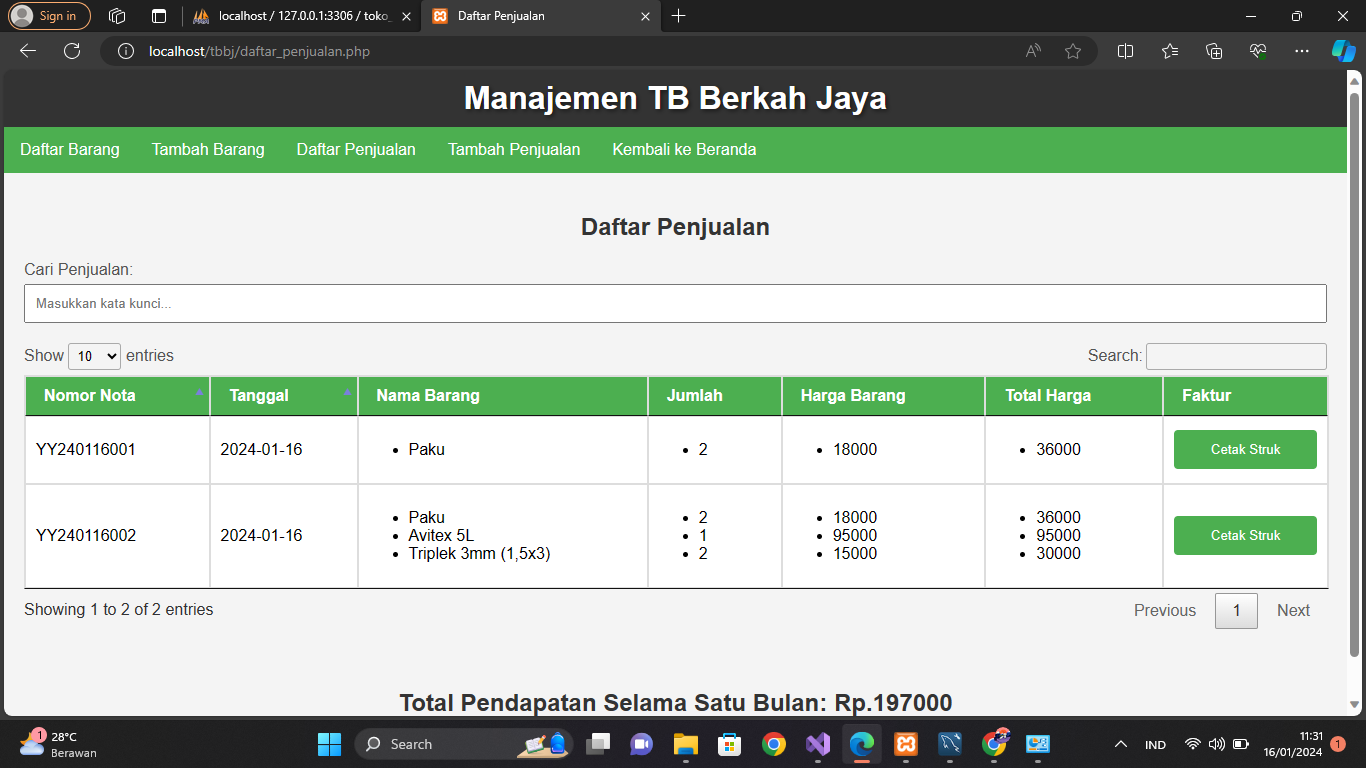 Sign in
localhost / 127.0.0.1:3306 / toko_
Daftar Penjualan
localhost/tbbj/daftar_penjualan.php
Manajemen TB Berkah Jaya
Daftar Barang Tambah Barang Daftar Penjualan Tambah Penjualan Kembali ke Beranda
Daftar Penjualan
Cari Penjualan:
Masukkan kata kunci...
Show 10 entries Search:
Nomor Nota Tanggal Nama Barang Jumlah Harga Barang Total Harga Faktur
YY240116001 2024-01-16 • Paku • 2 • 18000 • 36000 Cetak Struk
• Paku • 2 • 18000 • 36000
YY240116002 2024-01-16 • Avitex 5L • 1 • 95000 • 95000 Cetak Struk
• Triplek 3mm (1,5x3) • 2 • 15000 • 30000
Showing 1 to 2 of 2 entries Previous 1 Next
Total Pendapatan Selama Satu Bulan: Rp.197000
1
28°C
Berawan
Search
IND
11:31
16/01/2024
1